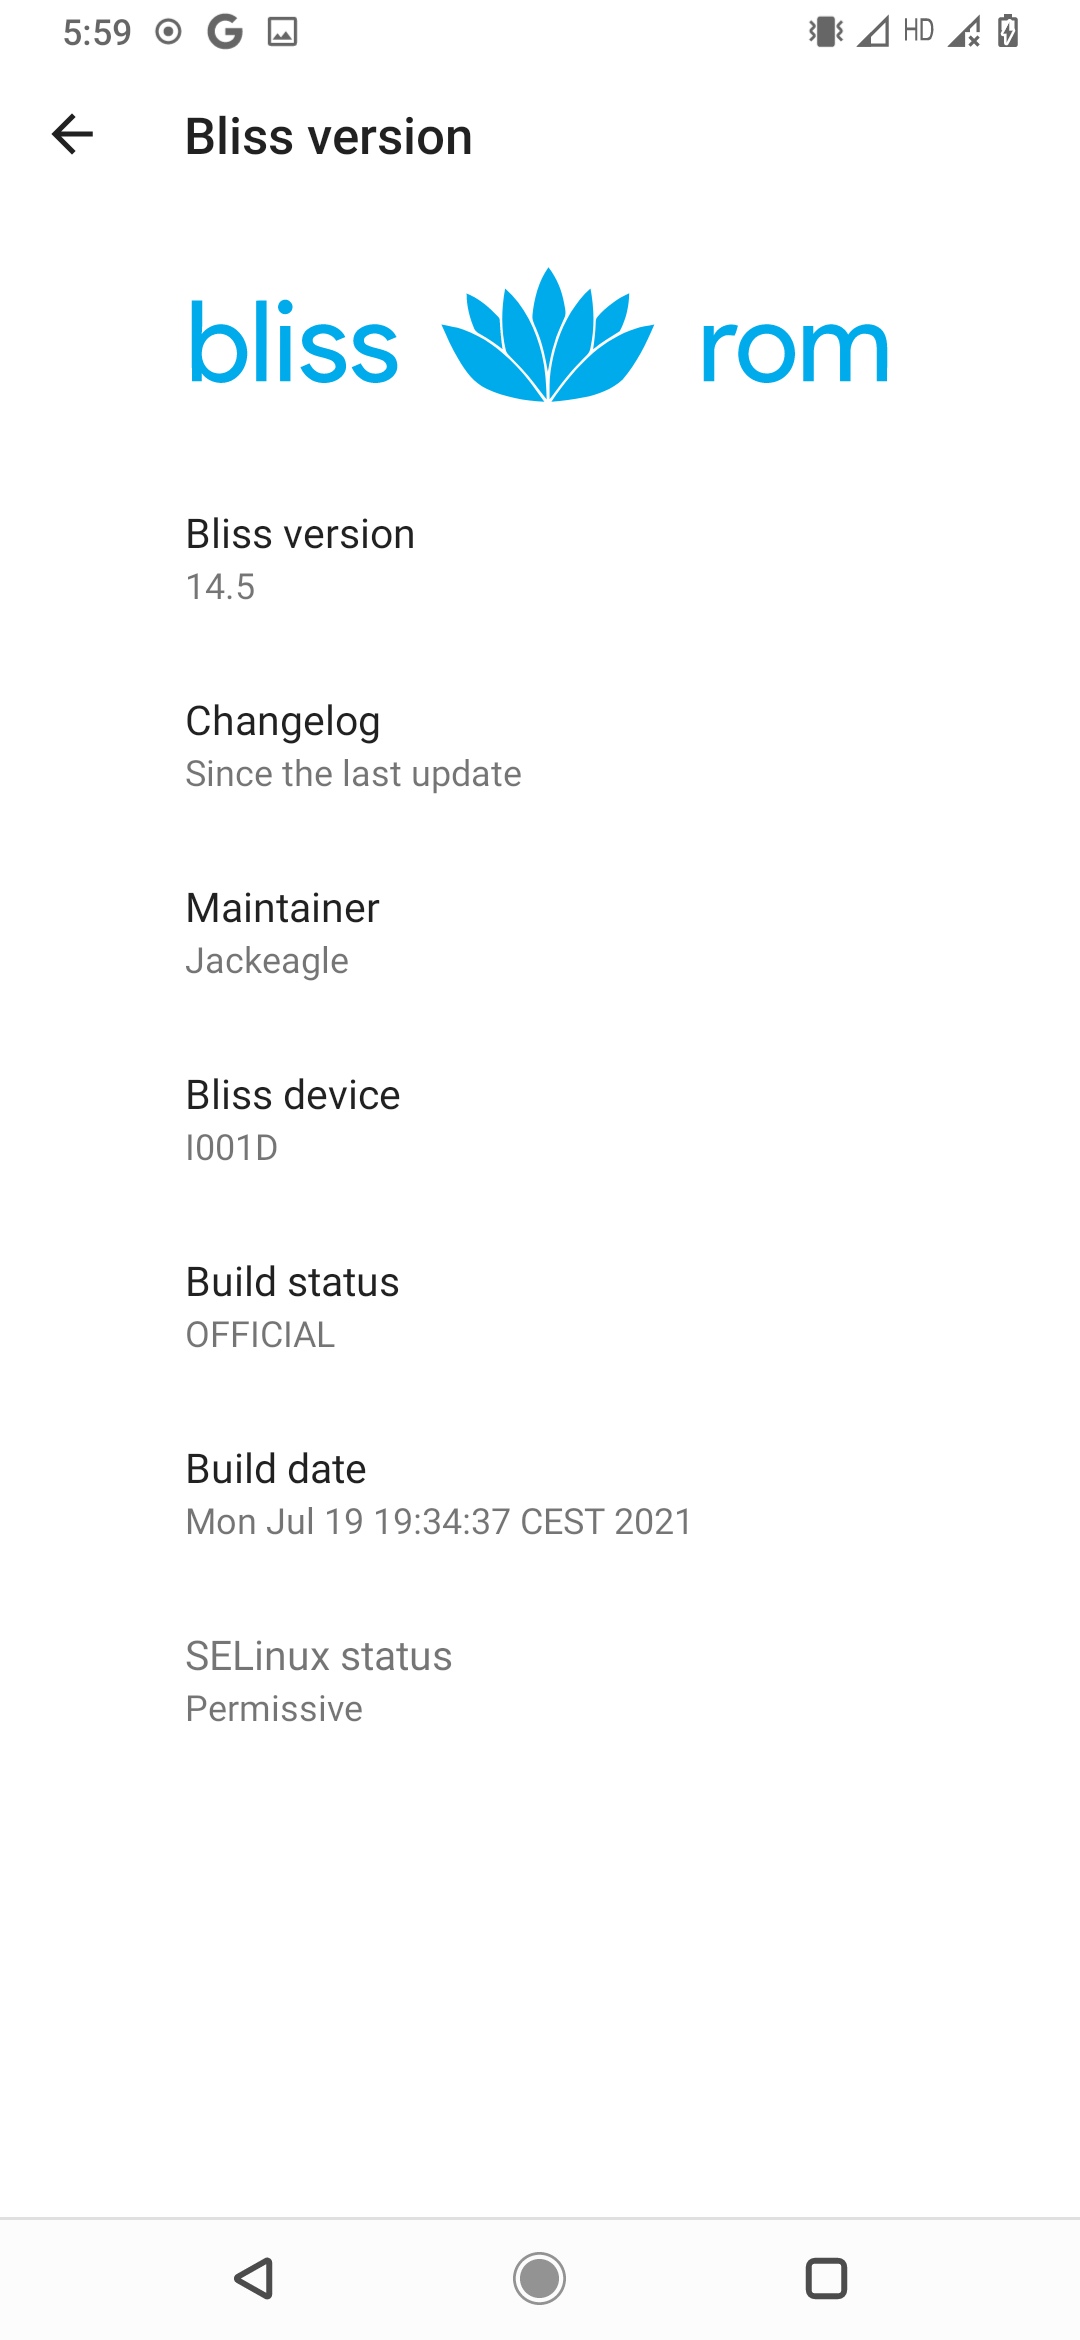 5:59 G HD
Bliss version
bliss rom
Bliss version
14.5
Changelog
Since the last update
Maintainer
Jackeagle
Bliss device
I001D
Build status
OFFICIAL
Build date
Mon Jul 19 19:34:37 CEST 2021
SELinux status
Permissive